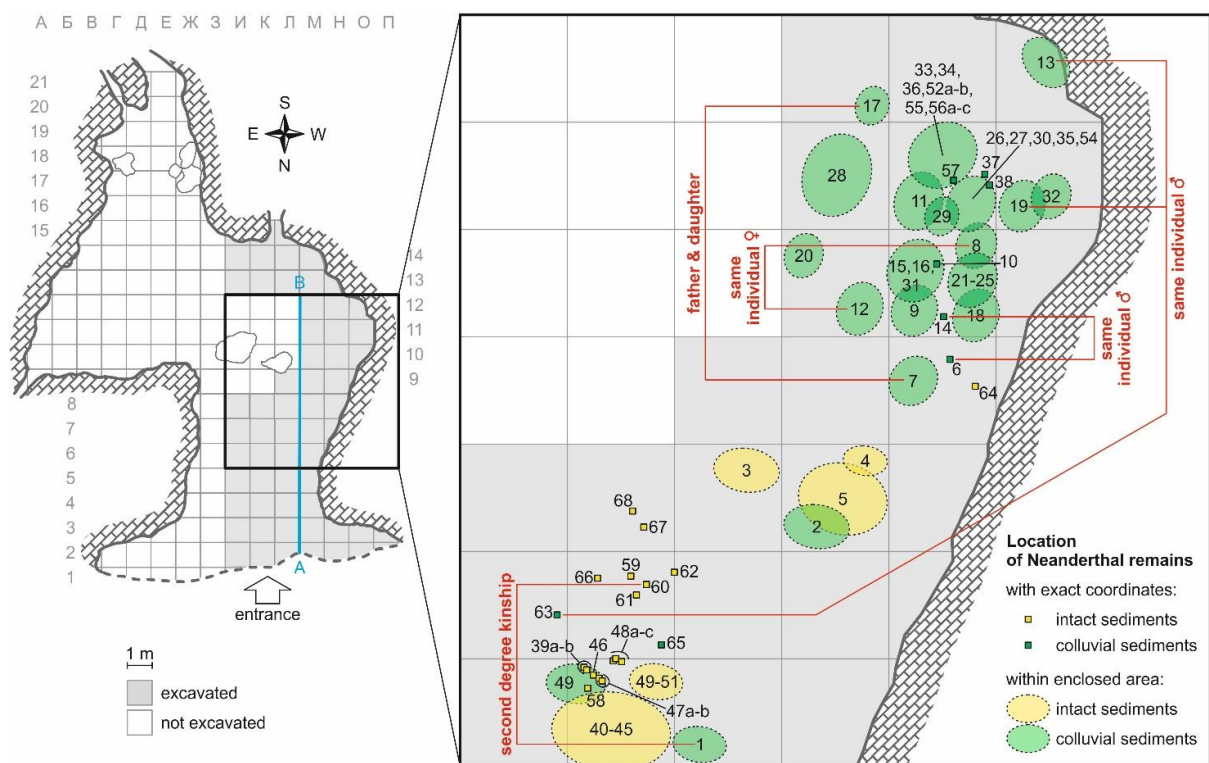 А Б В Г Д Е Ж З И К Л М Н О П
21
20
19
18
17
16
15
8
7
6
5
4
3
2
1
14
13
12
11
10
9
S
E W
N
B
A
entrance
1 m
excavated
not excavated
13
33,34,
36,52a-b,
55,56a-c
17
26,27,30,35,54
37
57
38
28
11
29
19
32
8
20
15,16,
31
10
21-25
12
9
14
18
6
7
64
father & daughter
same
individual ♀
same
individual ♂
same individual ♂
3
4
5
2
68
67
59
62
66
60
61
63
48a-c
46
39a-b
65
49
49-51
58
47a-b
40-45
1
second degree kinship
Location
of Neanderthal remains
with exact coordinates:
intact sediments
colluvial sediments
within enclosed area:
intact sediments
colluvial sediments